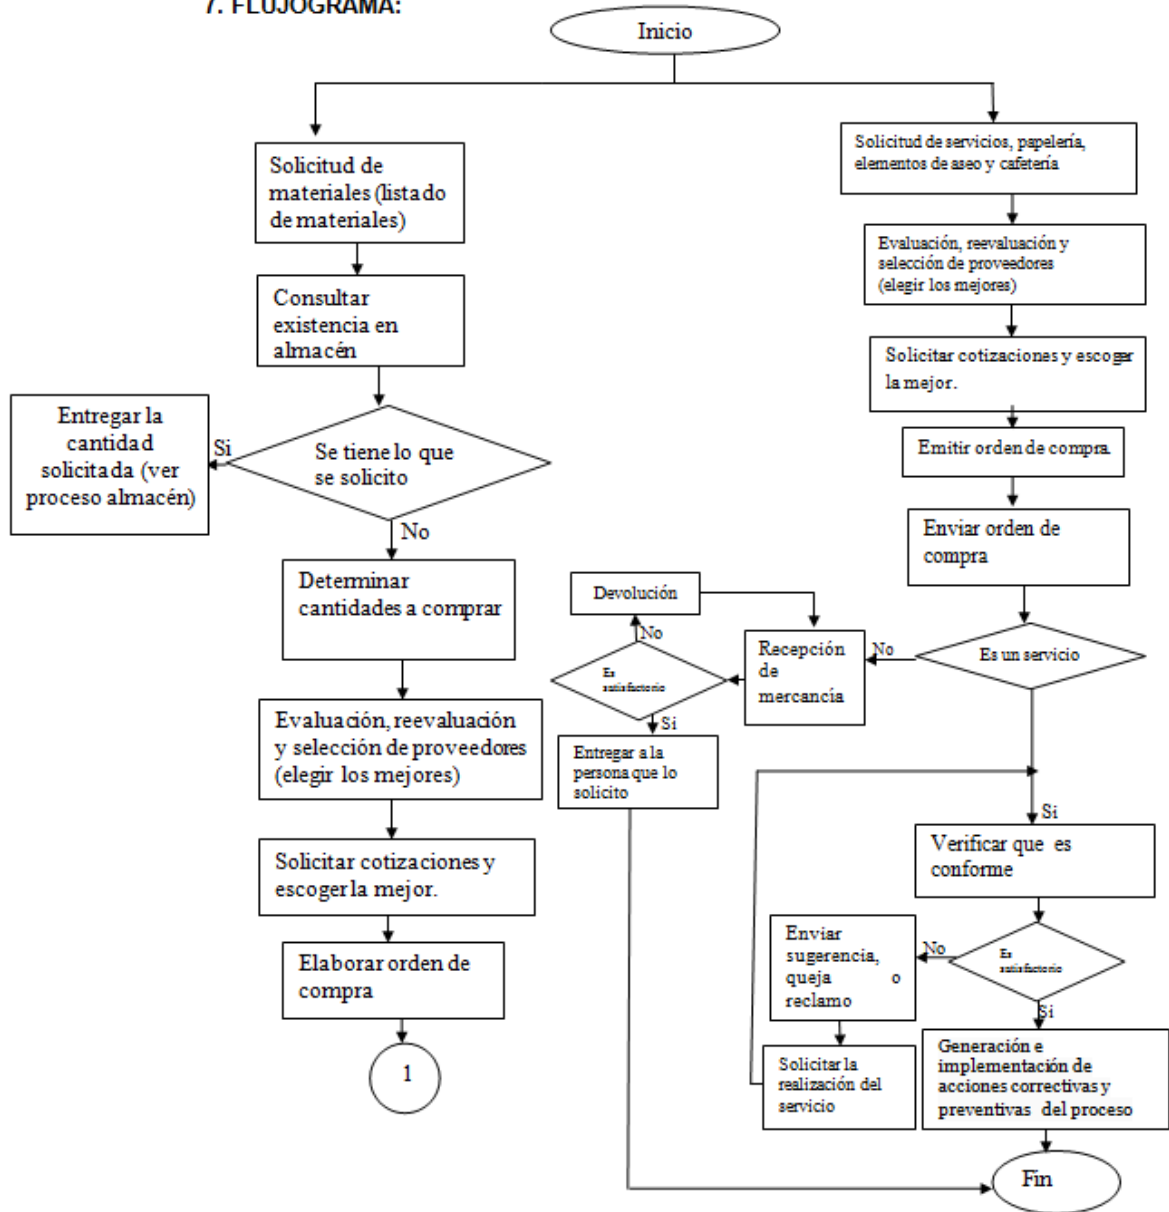 7. FLUJOGRAMA:
Inicio
Solicitud de
materiales (listado
de materiales)
Consultar
existencia en
almacén
Entregar la
cantidad
solicitada (ver
proceso almacén)
Si
Se tiene lo que
se solicito
No
Determinar
cantidades a comprar
Evaluación, reevaluación
y selección de proveedores
(elegir los mejores)
Solicitar cotizaciones y
escoger la mejor.
Elaborar orden de
compra
1
Solicitud de servicios, papelería,
elementos de aseo y cafetería
Evaluación, reevaluación y
selección de proveedores
(elegir los mejores)
Solicitar cotizaciones y escoger
la mejor.
Emitir orden de compra.
Enviar orden de
compra
Es un servicio
No
Recepción
de
mercancía
Devolución
No
Es
satisfactorio
Si
Entregar a la
persona que lo
solicito
Si
Verificar que es
conforme
Es
satisfactorio
No
Enviar
sugerencia,
queja o
reclamo
Solicitar la
realización del
servicio
Si
Generación e
implementación de
acciones correctivas y
preventivas del proceso
Fin